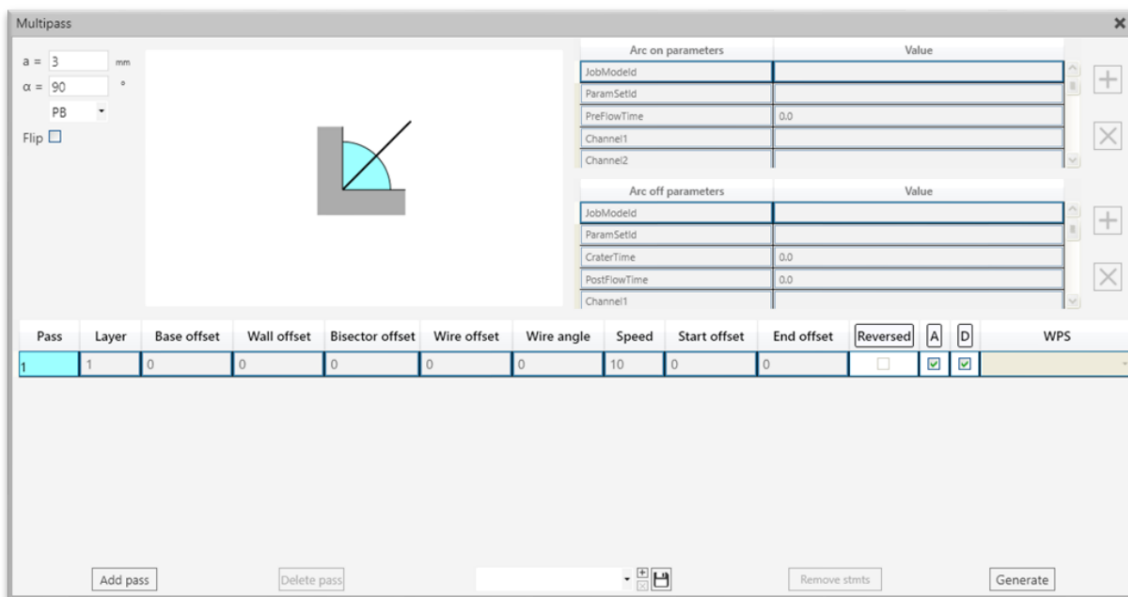 Multipass
a = 3 mm
α = 90 °
PB
Flip
Arc on parameters Value
JobModeId
ParamSetId
PreFlowTime 0.0
Channel1
Channel2
Arc off parameters Value
JobModeId
ParamSetId
CraterTime 0.0
PostFlowTime 0.0
Channel1
Pass Layer Base offset Wall offset Bisector offset Wire offset Wire angle Speed Start offset End offset Reversed A D WPS
1 1 0 0 0 0 0 10 0 0
Add pass Delete pass Remove stmts Generate